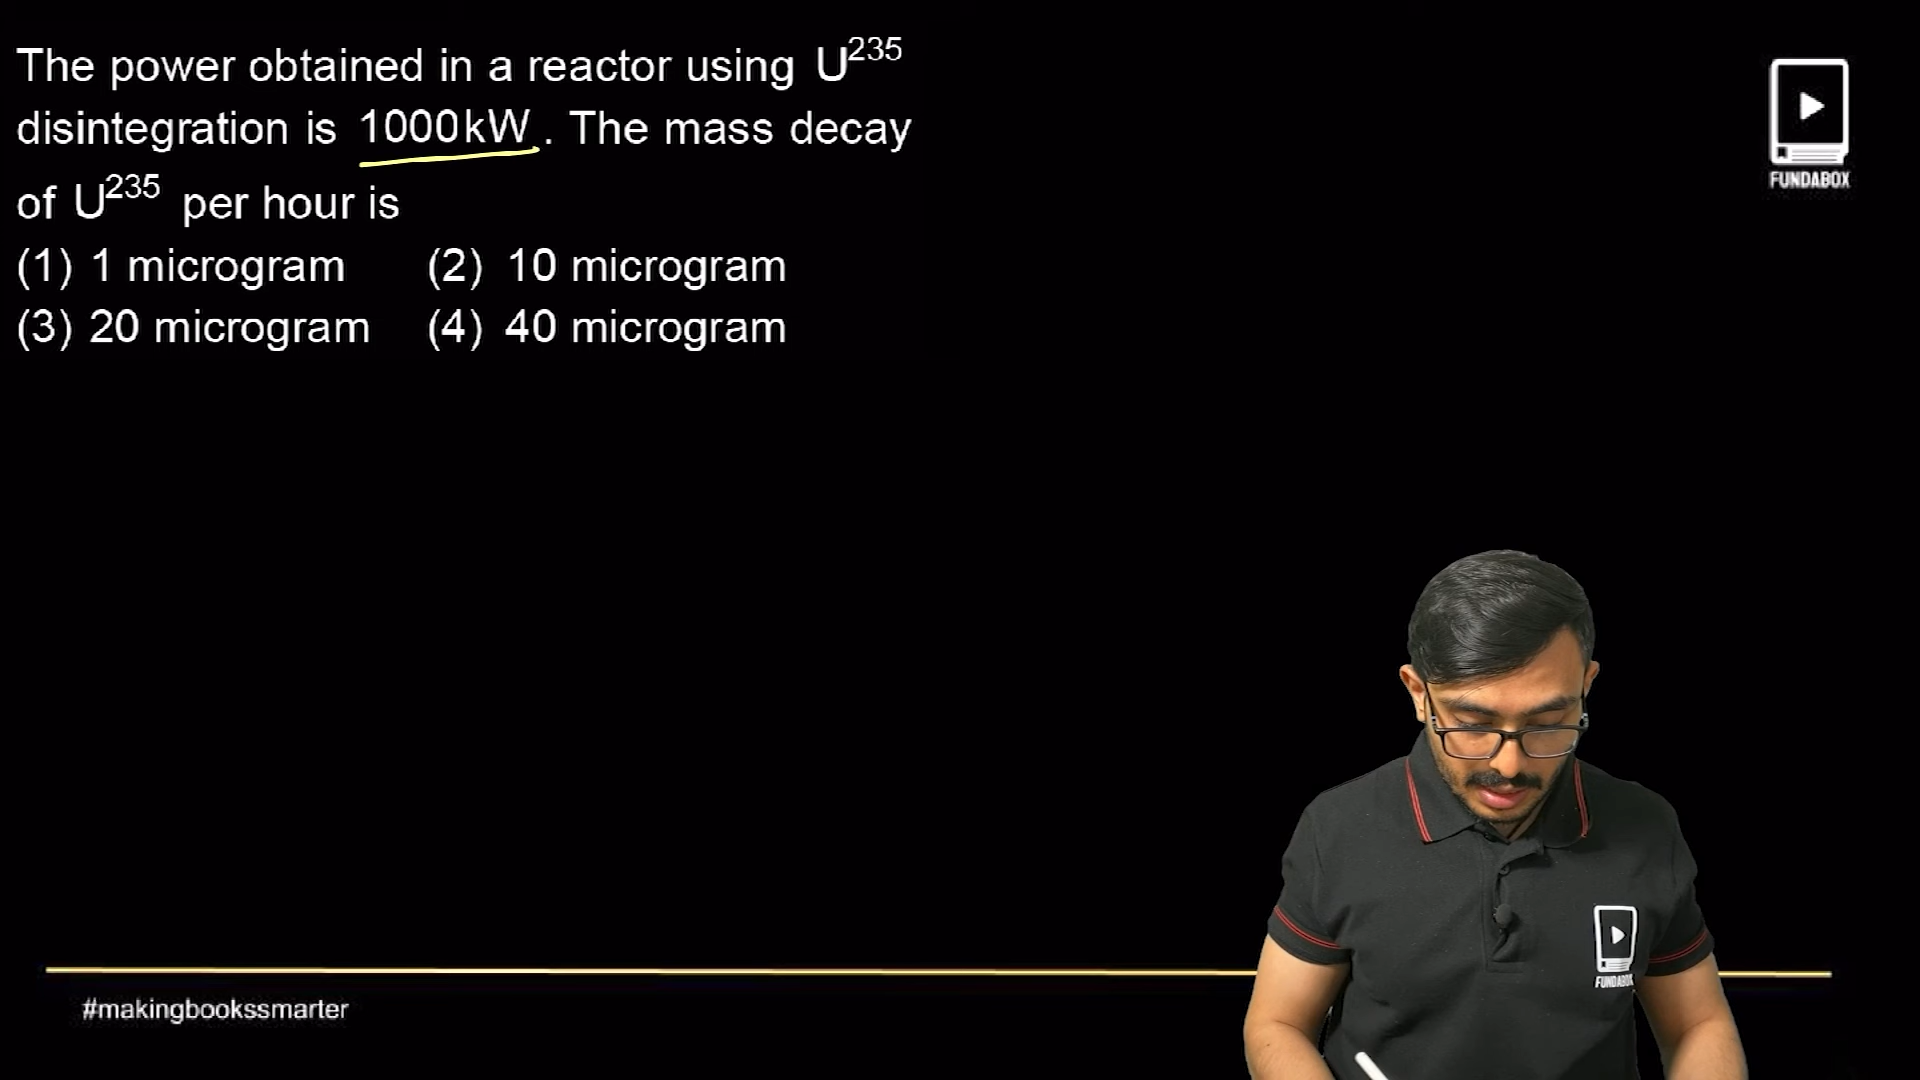 The power obtained in a reactor using U²³⁵
disintegration is 1000kW. The mass decay
of U²³⁵ per hour is
(1) 1 microgram (2) 10 microgram
(3) 20 microgram (4) 40 microgram
FUNDABOX
FUNDABOX
#makingbookssmarter